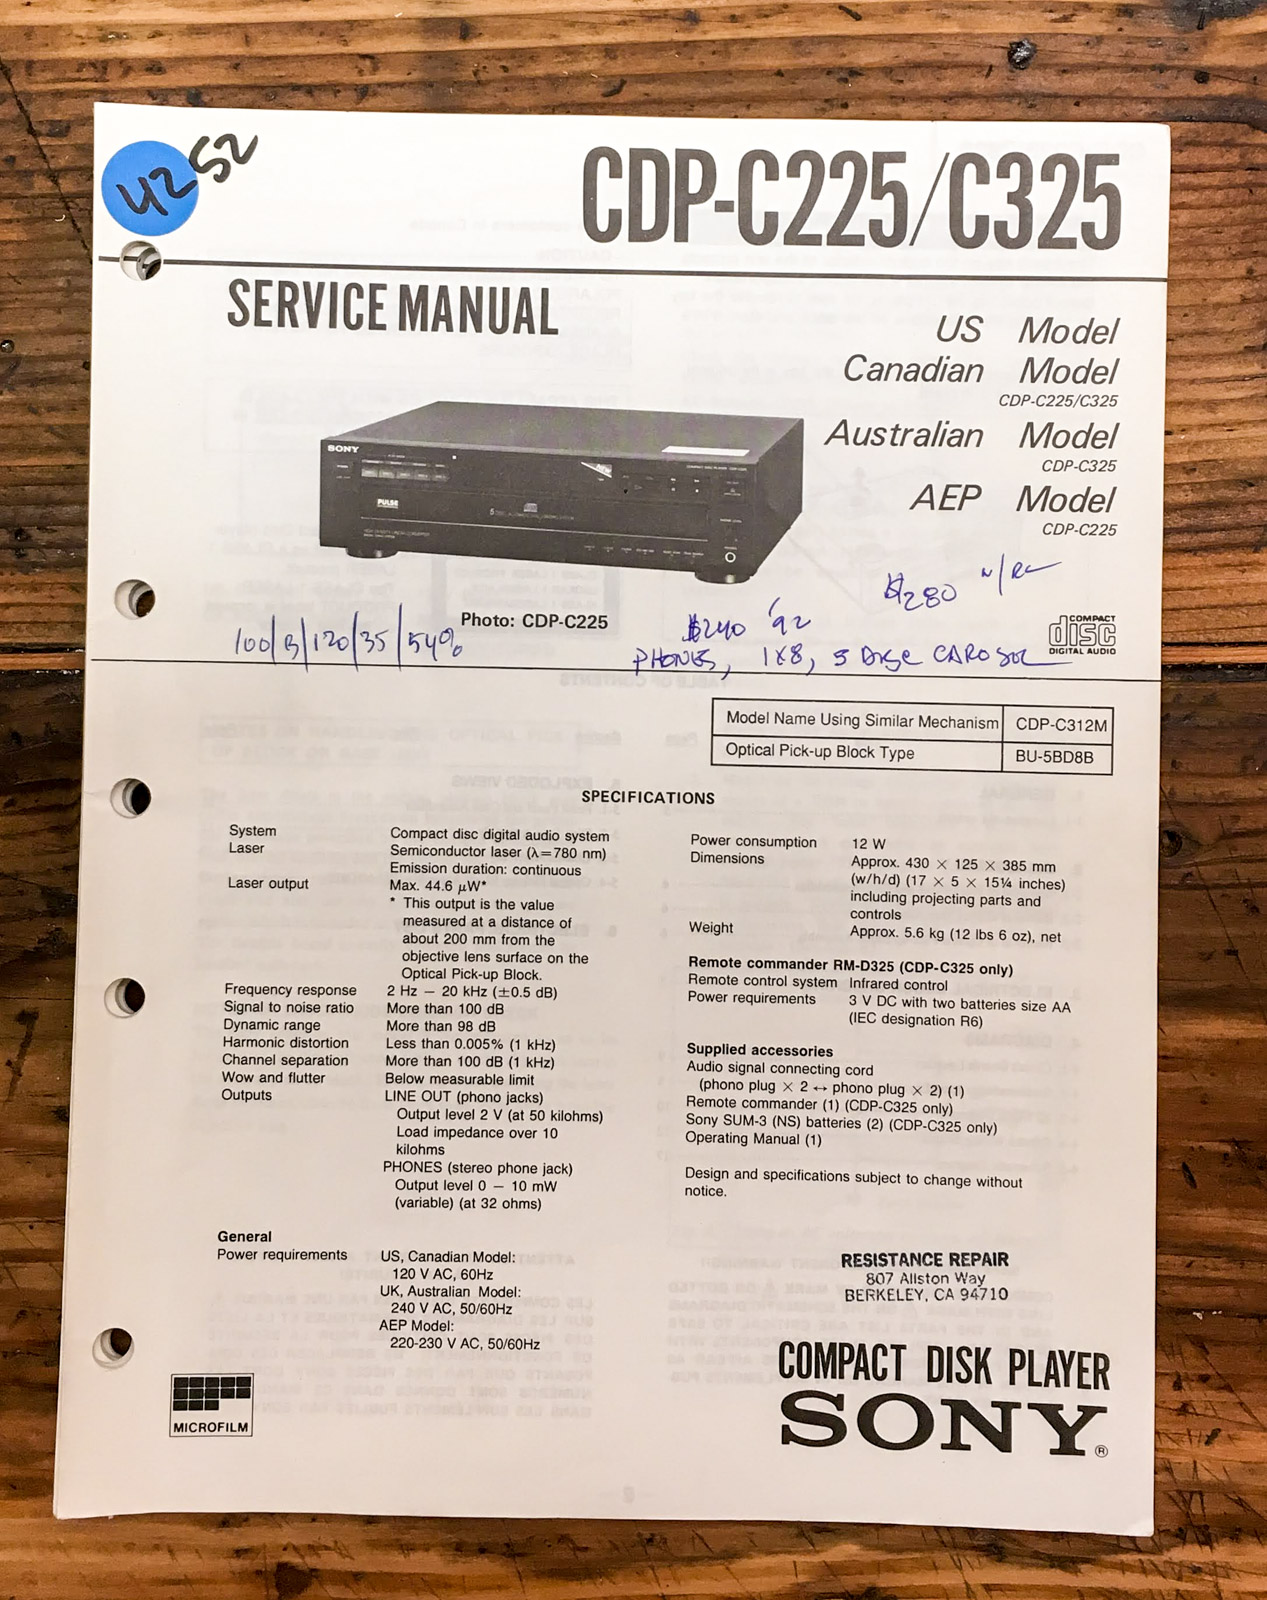 4252
CDP-C225/C325
SERVICE MANUAL
US Model
Canadian Model
CDP-C225/C325
Australian Model
CDP-C325
AEP Model
CDP-C225
SONY
PULSE
Photo: CDP-C225
$280 w/RC
$240 '92
100/B/120/35/54%
PHONES, 1X8, 5 DISC CAROSOL
COMPACT
disc
DIGITAL AUDIO
Model Name Using Similar Mechanism CDP-C312M
Optical Pick-up Block Type BU-5BD8B
SPECIFICATIONS
System Compact disc digital audio system
Laser Semiconductor laser (λ=780 nm)
Emission duration: continuous
Laser output Max. 44.6 μW*
* This output is the value
measured at a distance of
about 200 mm from the
objective lens surface on the
Optical Pick-up Block.
Frequency response 2 Hz – 20 kHz (±0.5 dB)
Signal to noise ratio More than 100 dB
Dynamic range More than 98 dB
Harmonic distortion Less than 0.005% (1 kHz)
Channel separation More than 100 dB (1 kHz)
Wow and flutter Below measurable limit
Outputs LINE OUT (phono jacks)
Output level 2 V (at 50 kilohms)
Load impedance over 10
kilohms
PHONES (stereo phone jack)
Output level 0 – 10 mW
(variable) (at 32 ohms)
General
Power requirements US, Canadian Model:
120 V AC, 60Hz
UK, Australian Model:
240 V AC, 50/60Hz
AEP Model:
220-230 V AC, 50/60Hz
Power consumption 12 W
Dimensions Approx. 430 × 125 × 385 mm
(w/h/d) (17 × 5 × 15¼ inches)
including projecting parts and
controls
Weight Approx. 5.6 kg (12 lbs 6 oz), net
Remote commander RM-D325 (CDP-C325 only)
Remote control system Infrared control
Power requirements 3 V DC with two batteries size AA
(IEC designation R6)
Supplied accessories
Audio signal connecting cord
(phono plug × 2 ↔ phono plug × 2) (1)
Remote commander (1) (CDP-C325 only)
Sony SUM-3 (NS) batteries (2) (CDP-C325 only)
Operating Manual (1)
Design and specifications subject to change without
notice.
RESISTANCE REPAIR
807 Allston Way
BERKELEY, CA 94710
MICROFILM
COMPACT DISK PLAYER
SONY®